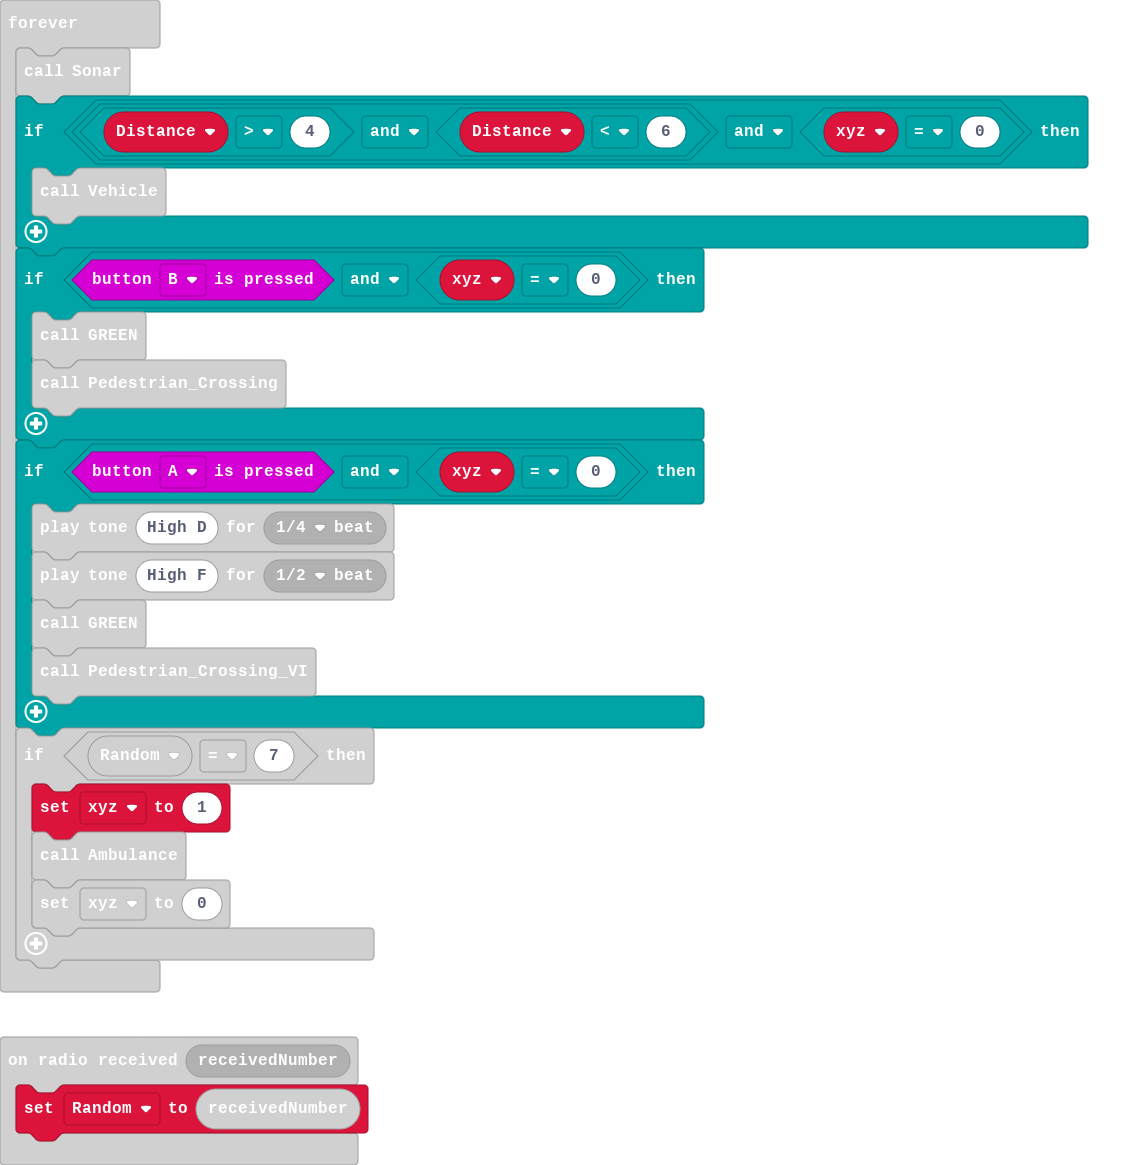 forever
call Sonar
if Distance > 4 and Distance < 6 and xyz = 0 then
call Vehicle
if button B is pressed and xyz = 0 then
call GREEN
call Pedestrian_Crossing
if button A is pressed and xyz = 0 then
play tone High D for 1/4 beat
play tone High F for 1/2 beat
call GREEN
call Pedestrian_Crossing_VI
if Random = 7 then
set xyz to 1
call Ambulance
set xyz to 0
on radio received receivedNumber
set Random to receivedNumber